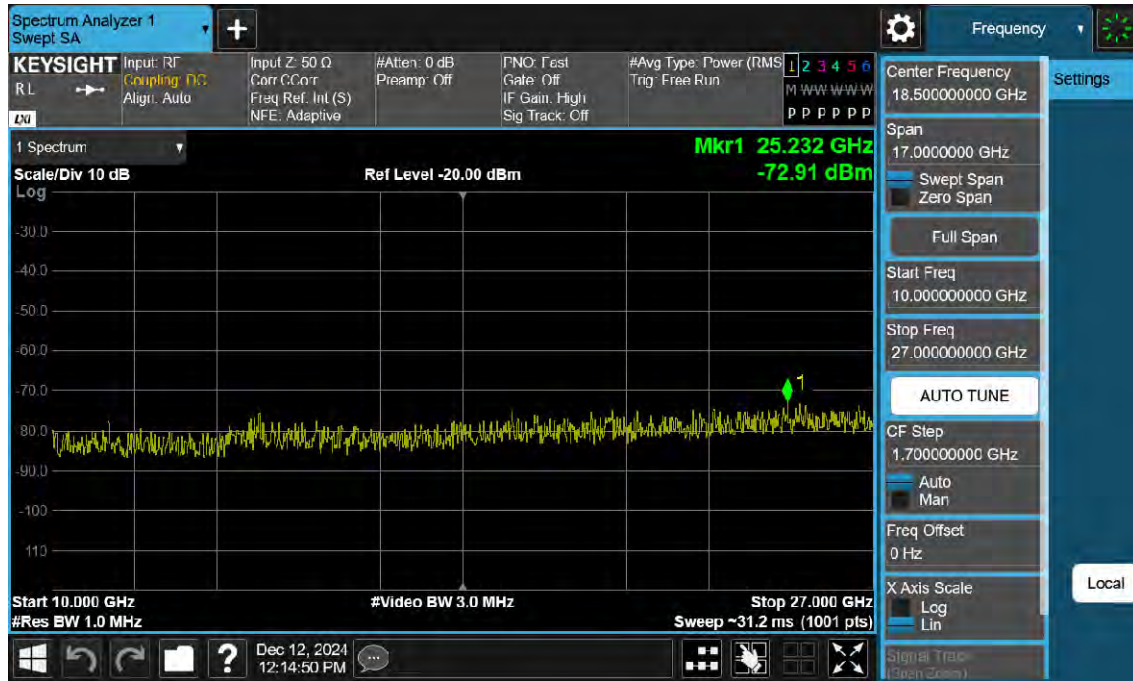 Spectrum Analyzer 1
Swept SA
+
Frequency
KEYSIGHT
RL
LXI
Input: RF
Coupling: DC
Align: Auto
Input Z: 50 Ω
Corr CCorr
Freq Ref: Int (S)
NFE: Adaptive
#Atten: 0 dB
Preamp: Off
PNO: Fast
Gate: Off
IF Gain: High
Sig Track: Off
#Avg Type: Power (RMS
Trig: Free Run
1 2 3 4 5 6
M W W W W W
P P P P P P
1 Spectrum
Mkr1 25.232 GHz
Scale/Div 10 dB
Ref Level -20.00 dBm
-72.91 dBm
Log
-30.0
-40.0
-50.0
-60.0
-70.0
1
80.0
-90.0
-100
110
Start 10.000 GHz
#Video BW 3.0 MHz
Stop 27.000 GHz
#Res BW 1.0 MHz
Sweep ~31.2 ms (1001 pts)
?
Dec 12, 2024
12:14:50 PM
Center Frequency
18.500000000 GHz
Settings
Span
17.0000000 GHz
Swept Span
Zero Span
Full Span
Start Freq
10.000000000 GHz
Stop Freq
27.000000000 GHz
AUTO TUNE
CF Step
1.700000000 GHz
Auto
Man
Freq Offset
0 Hz
X Axis Scale
Log
Lin
Local
Signal Track
(Span Zoom)